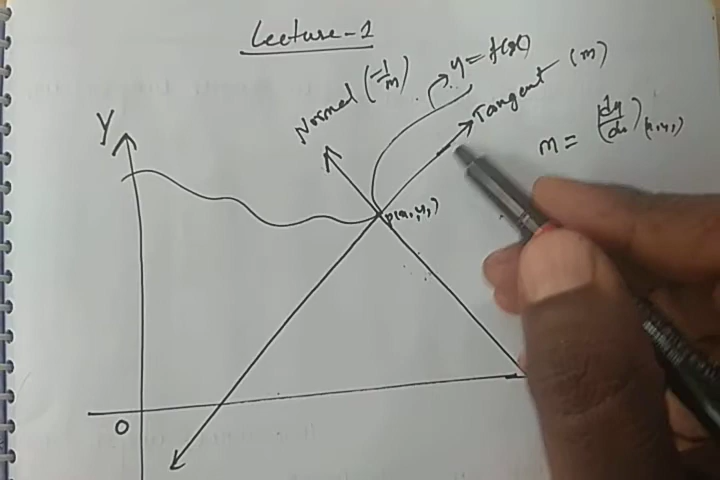 Lecture-1
Normal (-1/m)
y = f(x)
Tangent (m)
m = (dy/dx)(x₁,y₁)
Y
P(x₁,y₁)
O